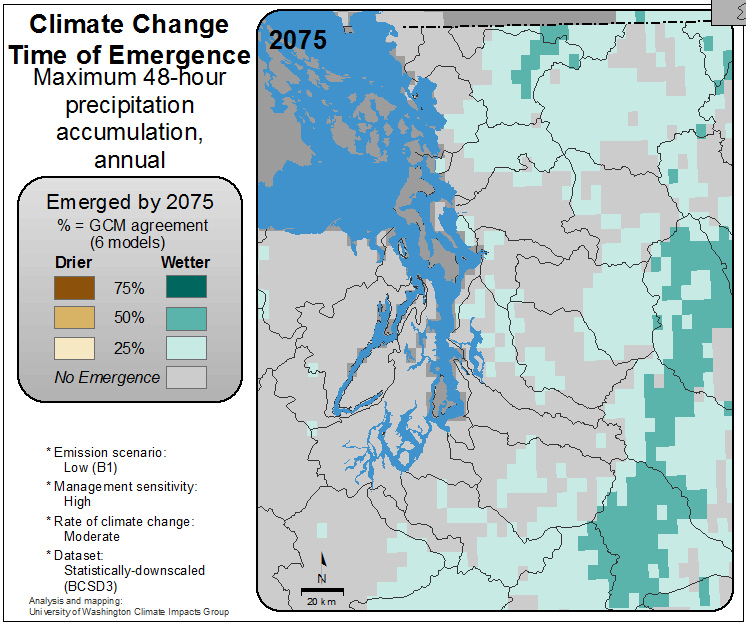 Climate Change
Time of Emergence
Maximum 48-hour
precipitation
accumulation,
annual
Emerged by 2075
% = GCM agreement
(6 models)
Drier Wetter
75%
50%
25%
No Emergence
* Emission scenario:
Low (B1)
* Management sensitivity:
High
* Rate of climate change:
Moderate
* Dataset:
Statistically-downscaled
(BCSD3)
Analysis and mapping:
University of Washington Climate Impacts Group
2075
N
20 km